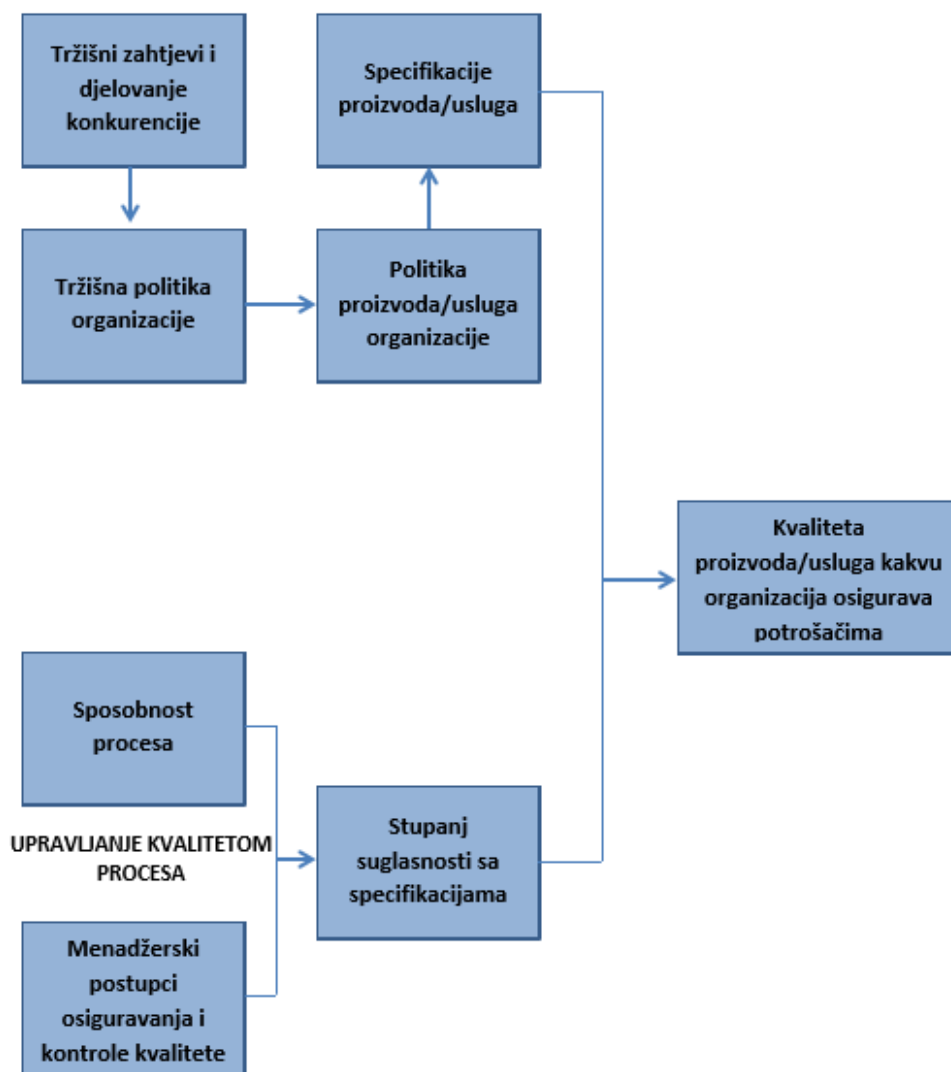 Tržišni zahtjevi i
djelovanje
konkurencije
Specifikacije
proizvoda/usluga
Tržišna politika
organizacije
Politika
proizvoda/usluga
organizacije
Kvaliteta
proizvoda/usluga kakvu
organizacija osigurava
potrošačima
Sposobnost
procesa
UPRAVLJANJE KVALITETOM
PROCESA
Stupanj
suglasnosti sa
specifikacijama
Menadžerski
postupci
osiguravanja i
kontrole kvalitete